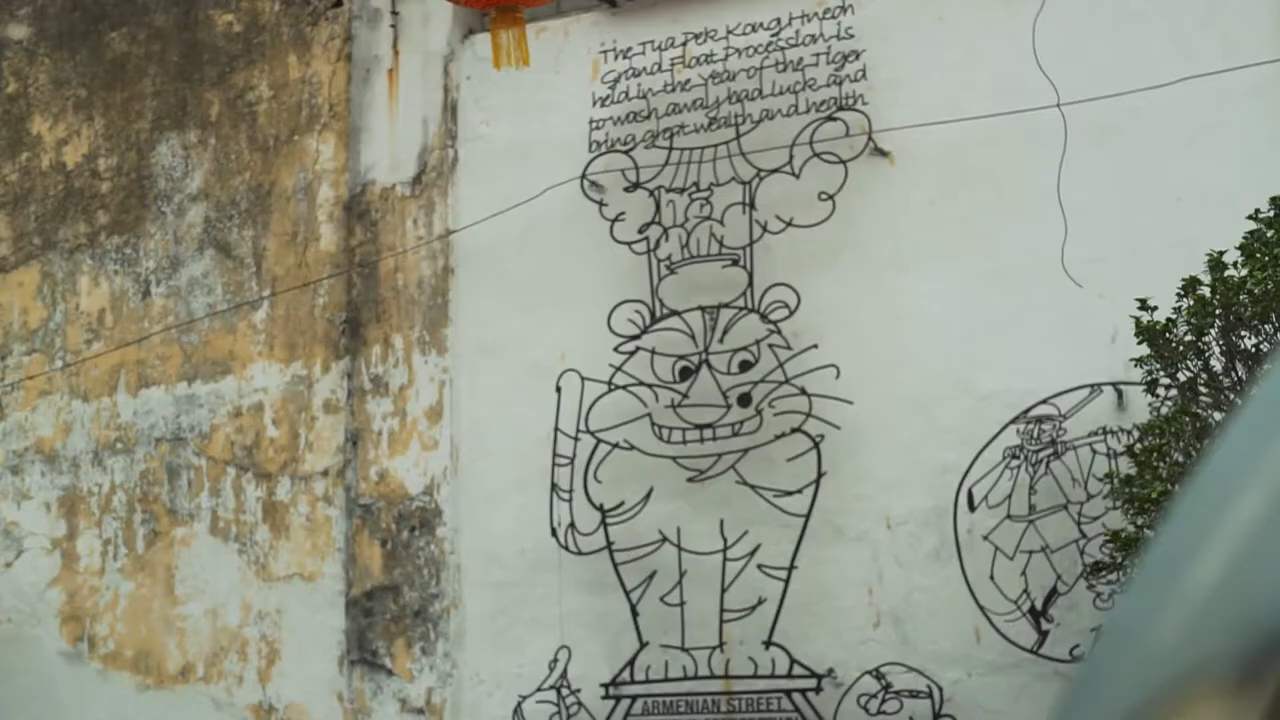 The Tua Pek Kong Hneoh
Grand Float Procession is
held in the Year of the Tiger
to wash away bad luck and
bring great wealth and health
ARMENIAN STREET